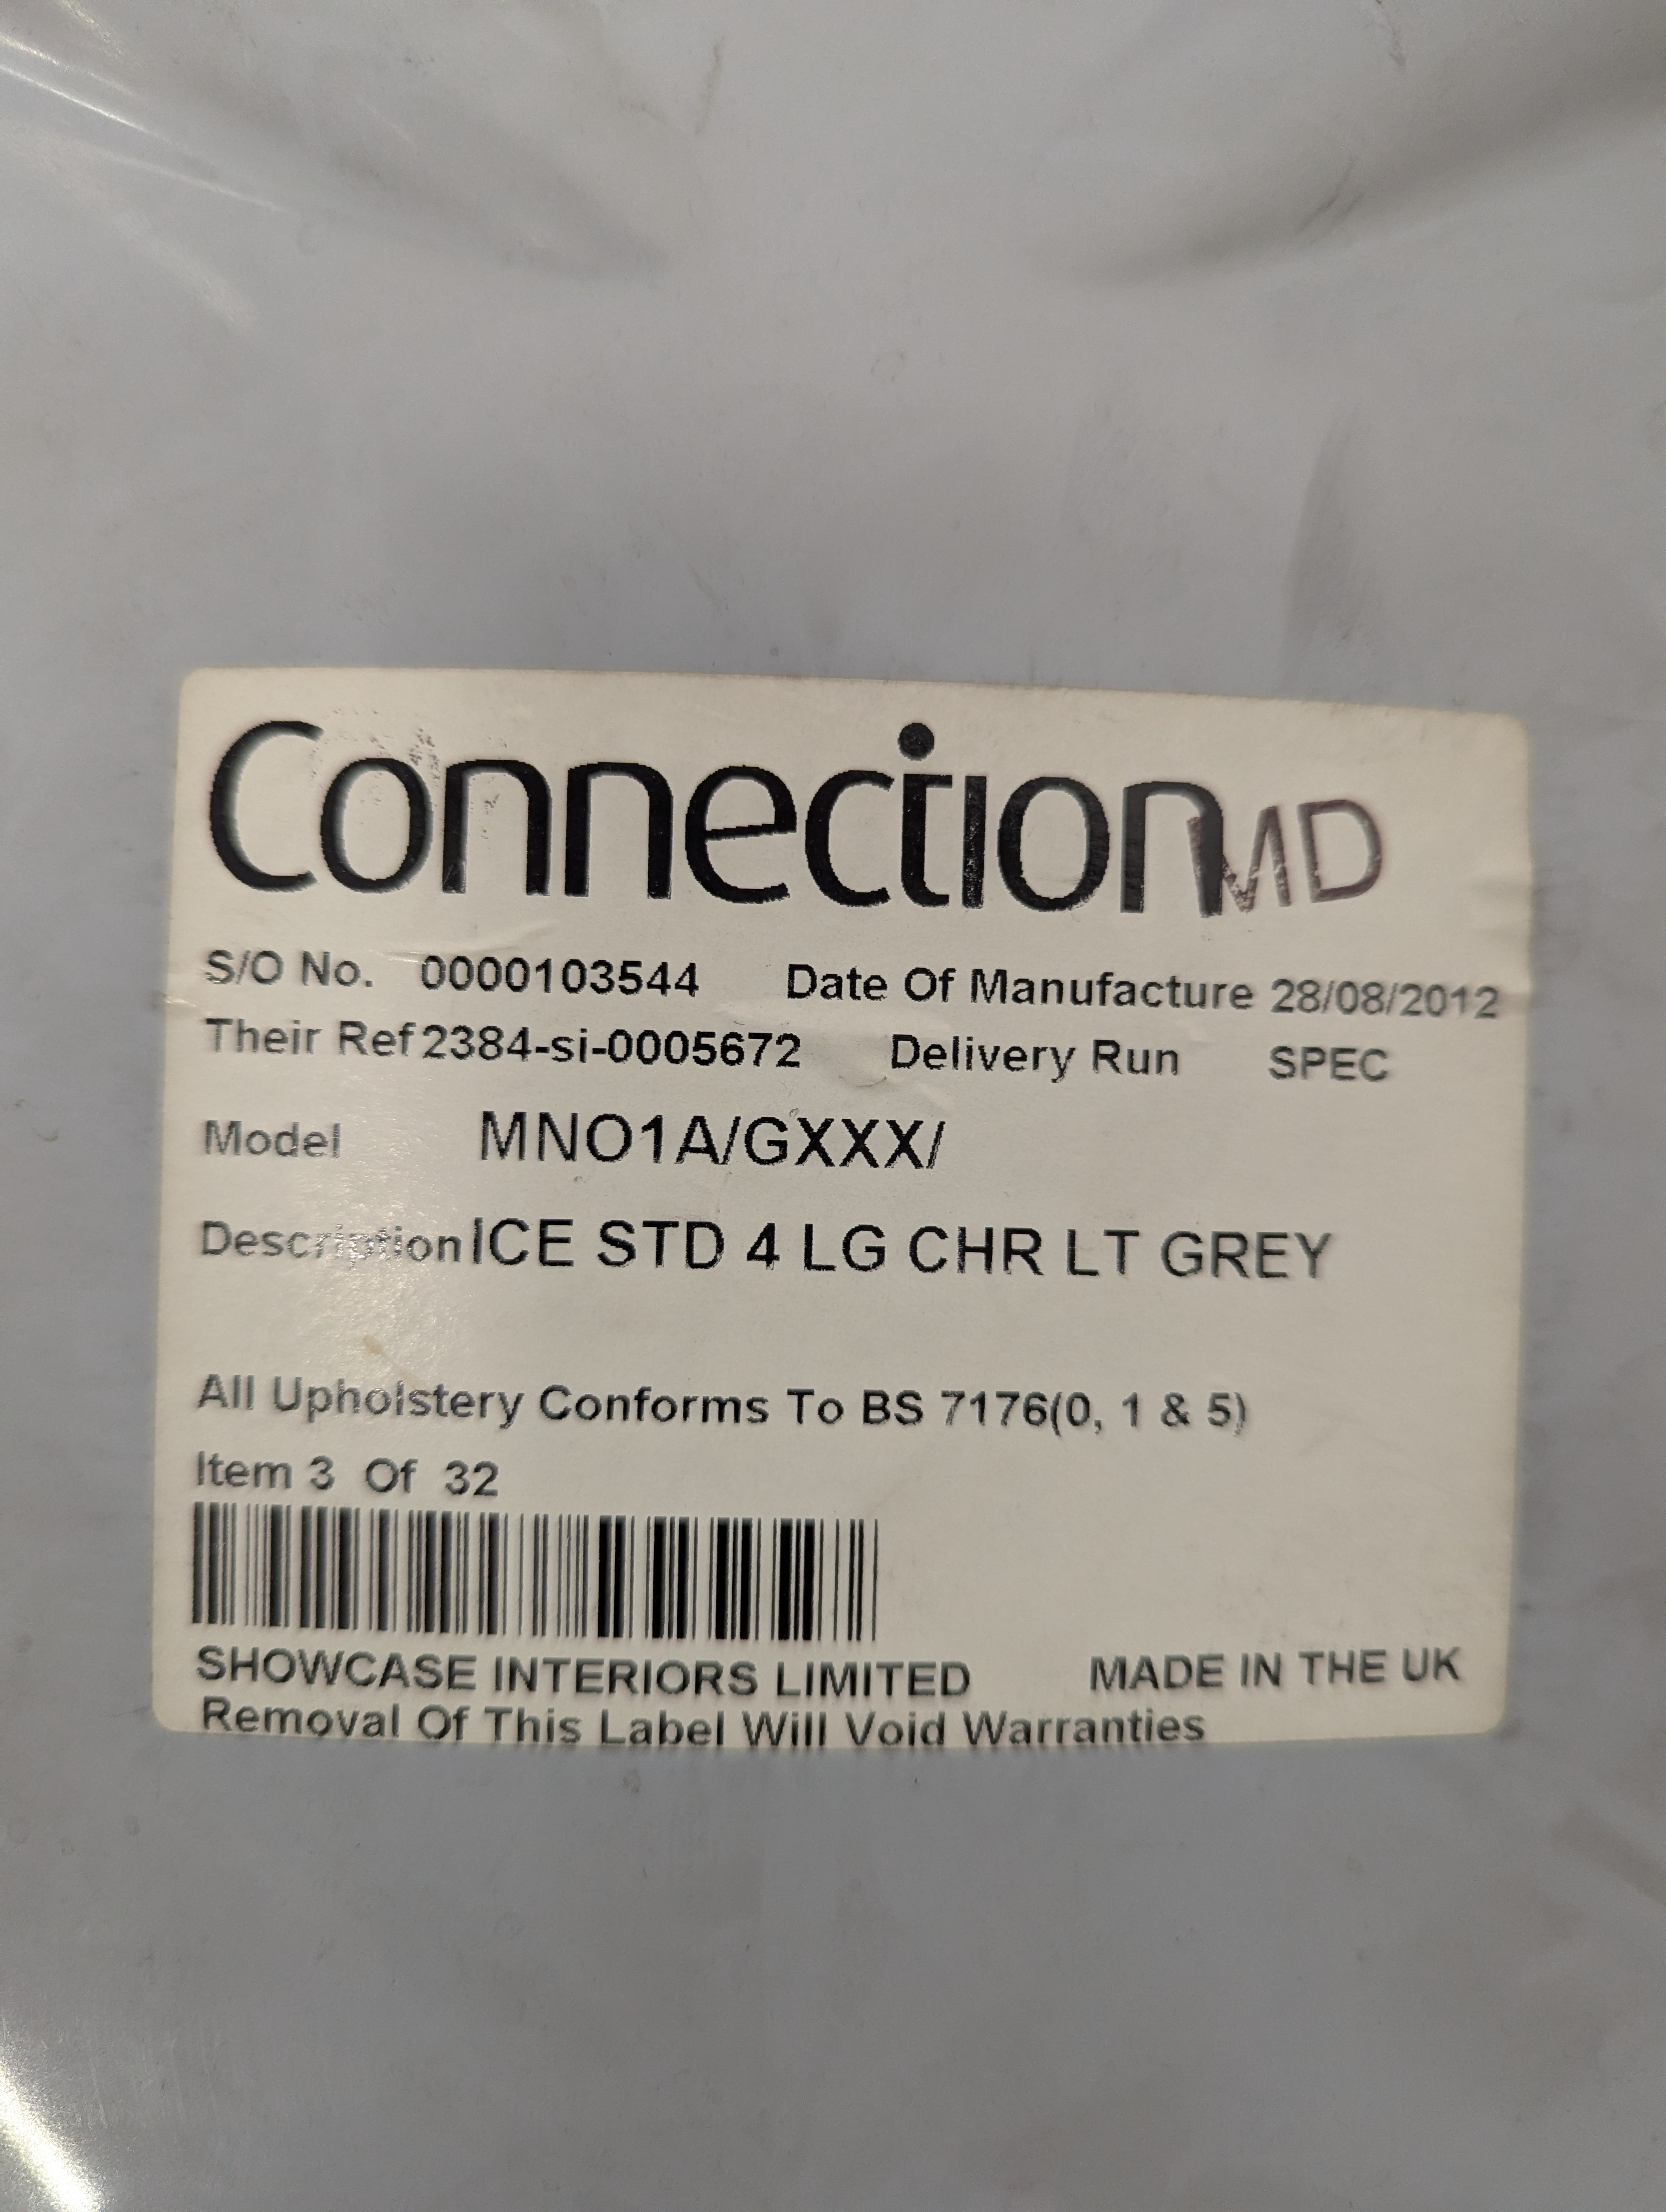 Connection MD
S/O No. 0000103544 Date Of Manufacture 28/08/2012
Their Ref 2384-si-0005672 Delivery Run SPEC
Model MNO1A/GXXX/
Description ICE STD 4 LG CHR LT GREY
All Upholstery Conforms To BS 7176(0, 1 & 5)
Item 3 Of 32
SHOWCASE INTERIORS LIMITED MADE IN THE UK
Removal Of This Label Will Void Warranties